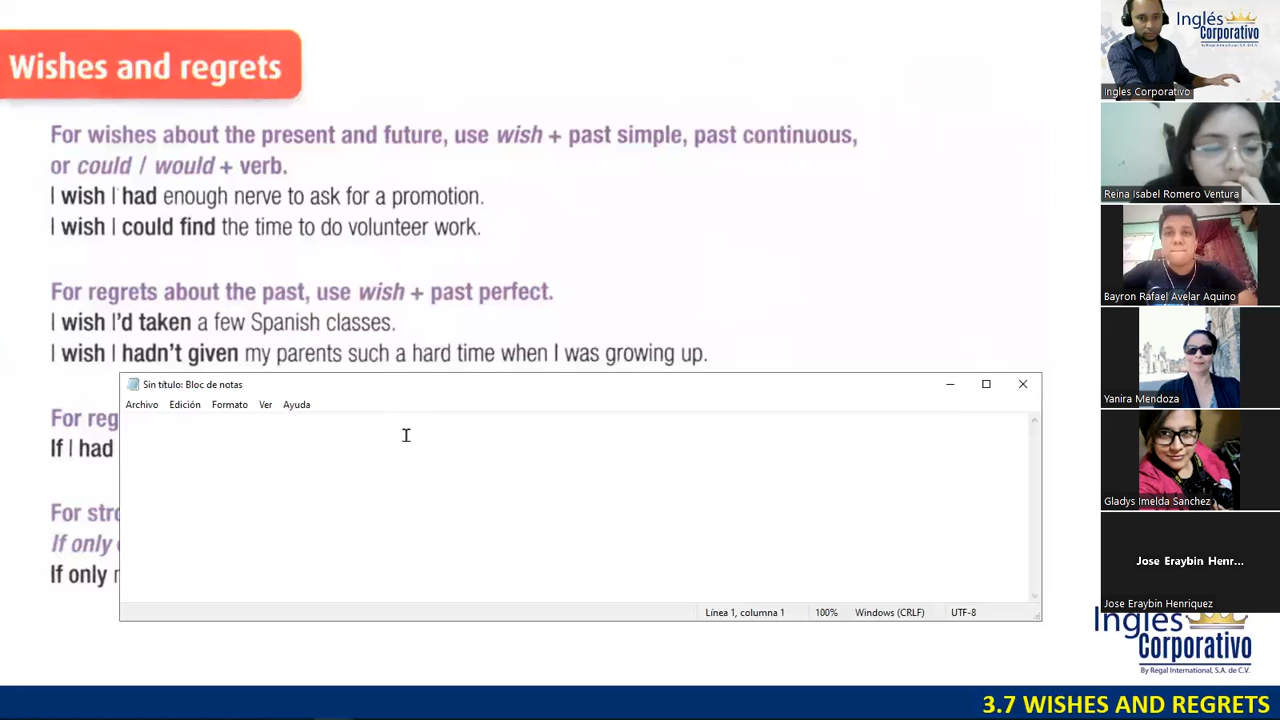 Wishes and regrets
For wishes about the present and future, use wish + past simple, past continuous,
or could / would + verb.
I wish I had enough nerve to ask for a promotion.
I wish I could find the time to do volunteer work.
For regrets about the past, use wish + past perfect.
I wish I'd taken a few Spanish classes.
I wish I hadn't given my parents such a hard time when I was growing up.
For reg
If I had
For stro
If only
If only
Sin título: Bloc de notas
Archivo Edición Formato Ver Ayuda
Línea 1, columna 1 100% Windows (CRLF) UTF-8
Inglés
Corporativo
By Regal International, S.A. de C.V.
Ingles Corporativo
Reina Isabel Romero Ventura
Bayron Rafael Avelar Aquino
Yanira Mendoza
Gladys Imelda Sanchez
Jose Eraybin Henr...
Jose Eraybin Henriquez
Inglés
Corporativo
By Regal International, S.A. de C.V.
3.7 WISHES AND REGRETS